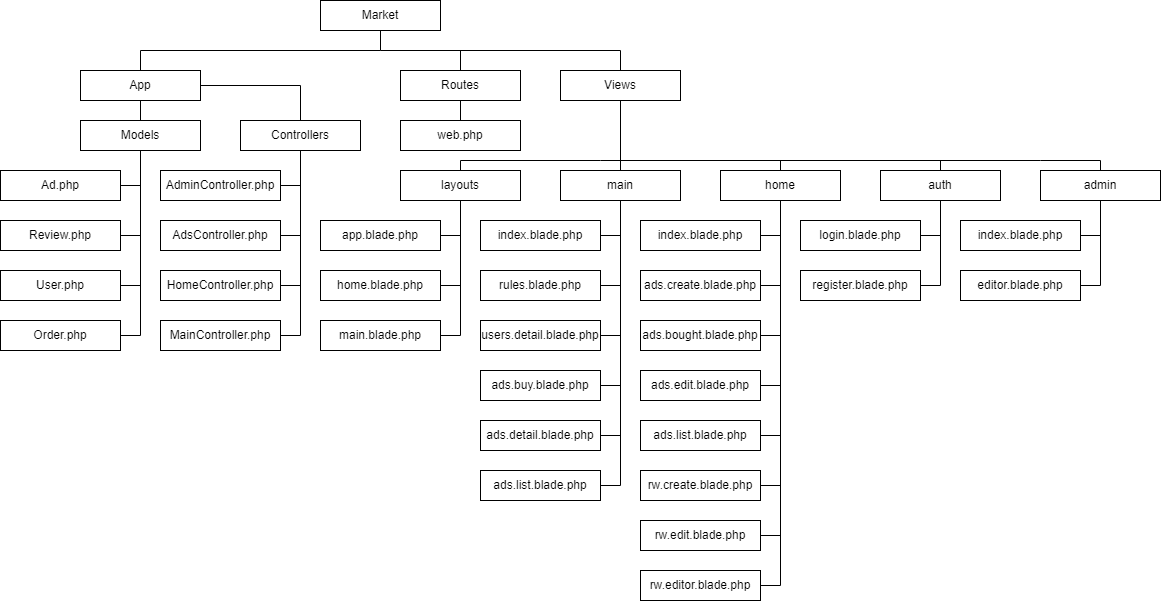 Market
App
Routes
Views
Models
Controllers
web.php
Ad.php
AdminController.php
layouts
main
home
auth
admin
Review.php
AdsController.php
app.blade.php
index.blade.php
index.blade.php
login.blade.php
index.blade.php
User.php
HomeController.php
home.blade.php
rules.blade.php
ads.create.blade.php
register.blade.php
editor.blade.php
Order.php
MainController.php
main.blade.php
users.detail.blade.php
ads.bought.blade.php
ads.buy.blade.php
ads.edit.blade.php
ads.detail.blade.php
ads.list.blade.php
ads.list.blade.php
rw.create.blade.php
rw.edit.blade.php
rw.editor.blade.php